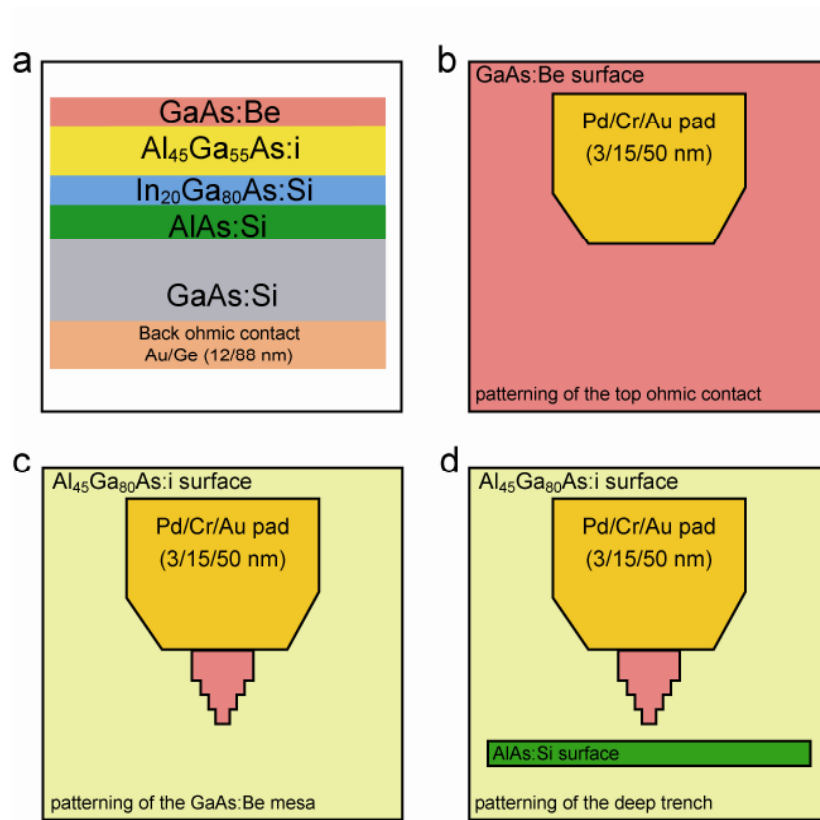 a
GaAs:Be
Al₄₅Ga₅₅As:i
In₂₀Ga₈₀As:Si
AlAs:Si
GaAs:Si
Back ohmic contact
Au/Ge (12/88 nm)
b
GaAs:Be surface
Pd/Cr/Au pad
(3/15/50 nm)
patterning of the top ohmic contact
c
Al₄₅Ga₈₀As:i surface
Pd/Cr/Au pad
(3/15/50 nm)
patterning of the GaAs:Be mesa
d
Al₄₅Ga₈₀As:i surface
Pd/Cr/Au pad
(3/15/50 nm)
AlAs:Si surface
patterning of the deep trench